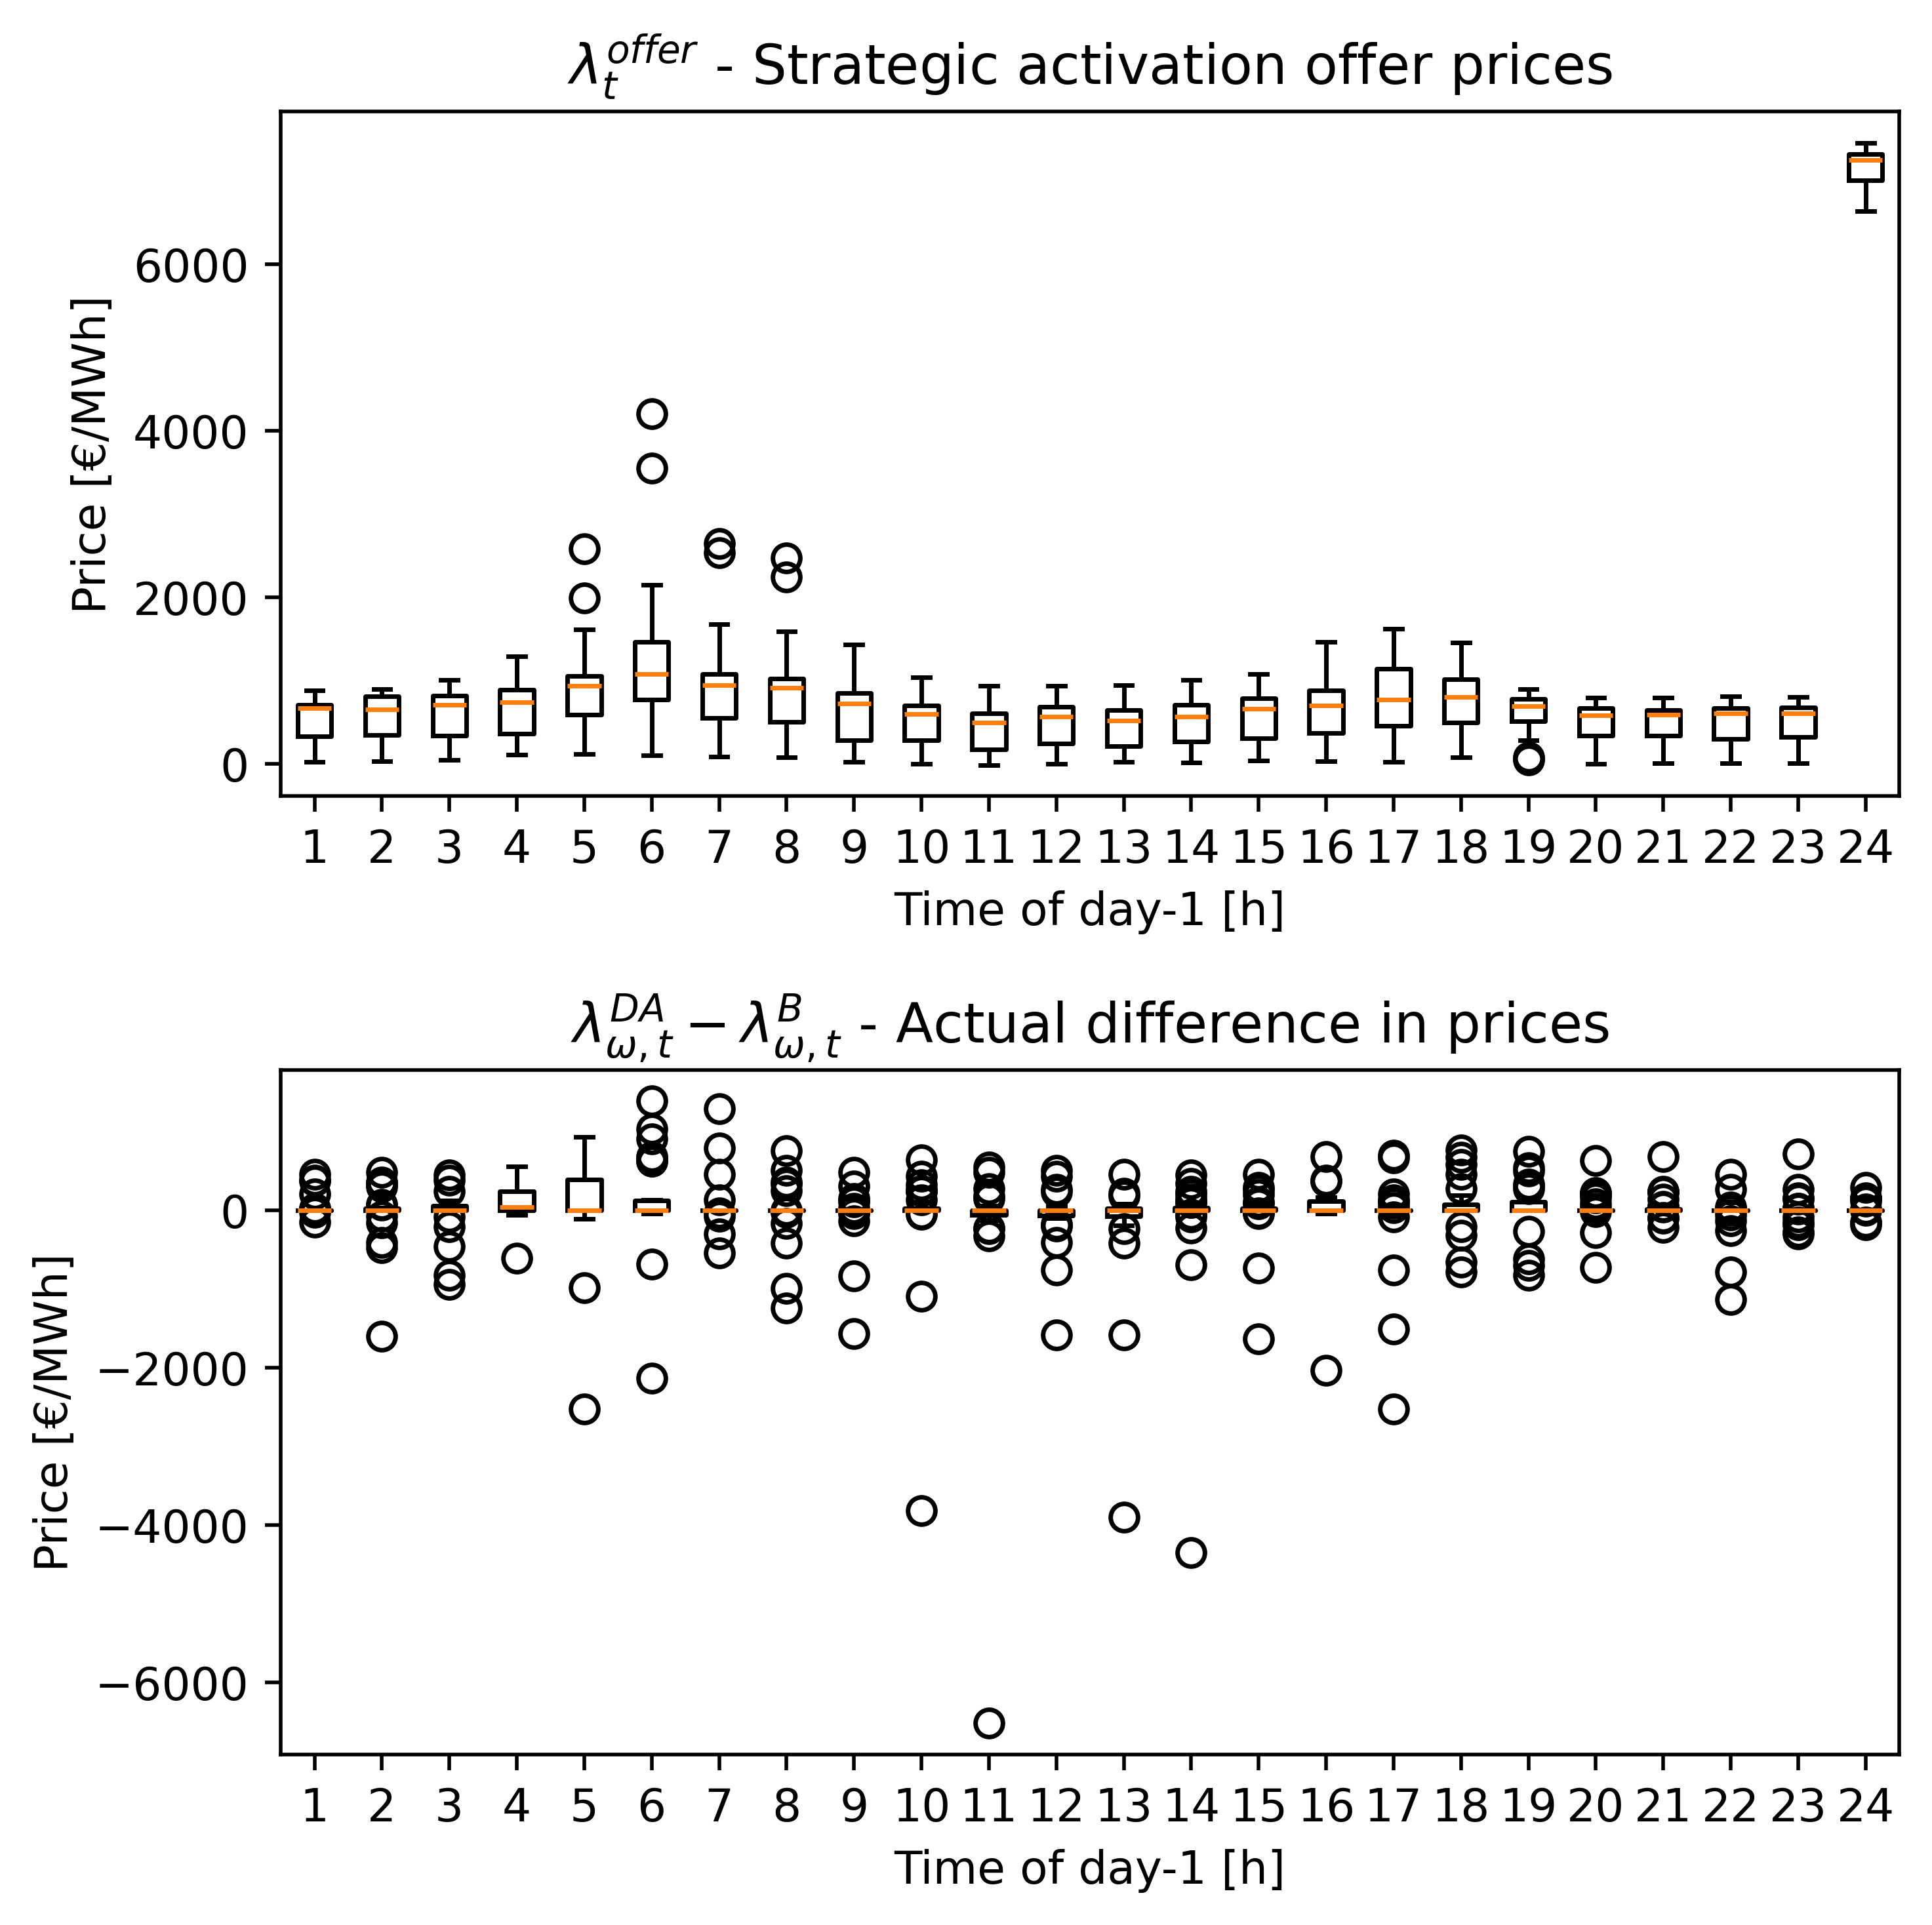 λ_t^{offer} - Strategic activation offer prices
Price [€/MWh]
6000
4000
2000
0
1 2 3 4 5 6 7 8 9 10 11 12 13 14 15 16 17 18 19 20 21 22 23 24
Time of day-1 [h]
λ_{ω,t}^{DA} − λ_{ω,t}^{B} - Actual difference in prices
Price [€/MWh]
0
−2000
−4000
−6000
1 2 3 4 5 6 7 8 9 10 11 12 13 14 15 16 17 18 19 20 21 22 23 24
Time of day-1 [h]